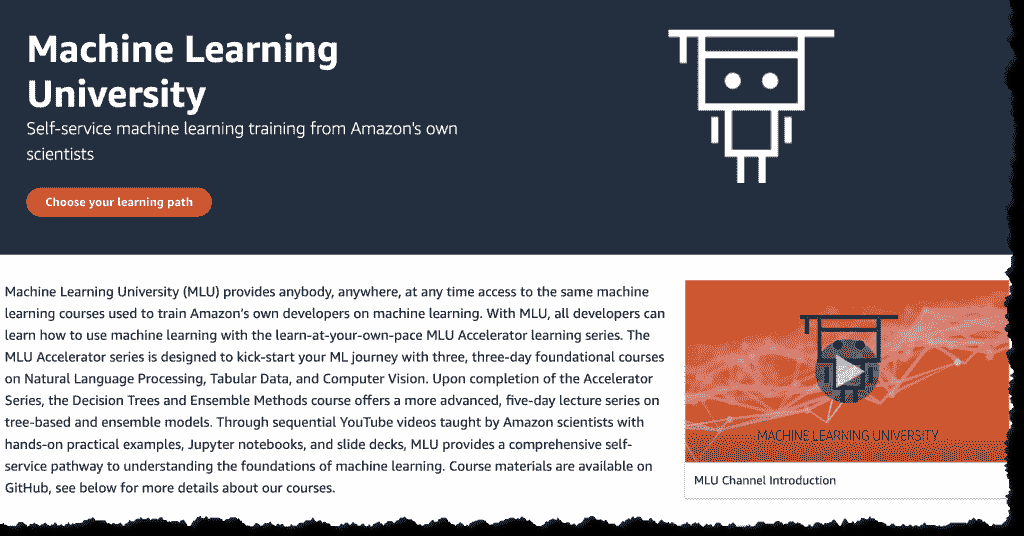 Machine Learning
University
Self-service machine learning training from Amazon's own
scientists
Choose your learning path
Machine Learning University (MLU) provides anybody, anywhere, at any time access to the same machine
learning courses used to train Amazon's own developers on machine learning. With MLU, all developers can
learn how to use machine learning with the learn-at-your-own-pace MLU Accelerator learning series. The
MLU Accelerator series is designed to kick-start your ML journey with three, three-day foundational courses
on Natural Language Processing, Tabular Data, and Computer Vision. Upon completion of the Accelerator
Series, the Decision Trees and Ensemble Methods course offers a more advanced, five-day lecture series on
tree-based and ensemble models. Through sequential YouTube videos taught by Amazon scientists with
hands-on practical examples, Jupyter notebooks, and slide decks, MLU provides a comprehensive self-
service pathway to understanding the foundations of machine learning. Course materials are available on
GitHub, see below for more details about our courses.
MACHINE LEARNING UNIVERSITY
MLU Channel Introduction